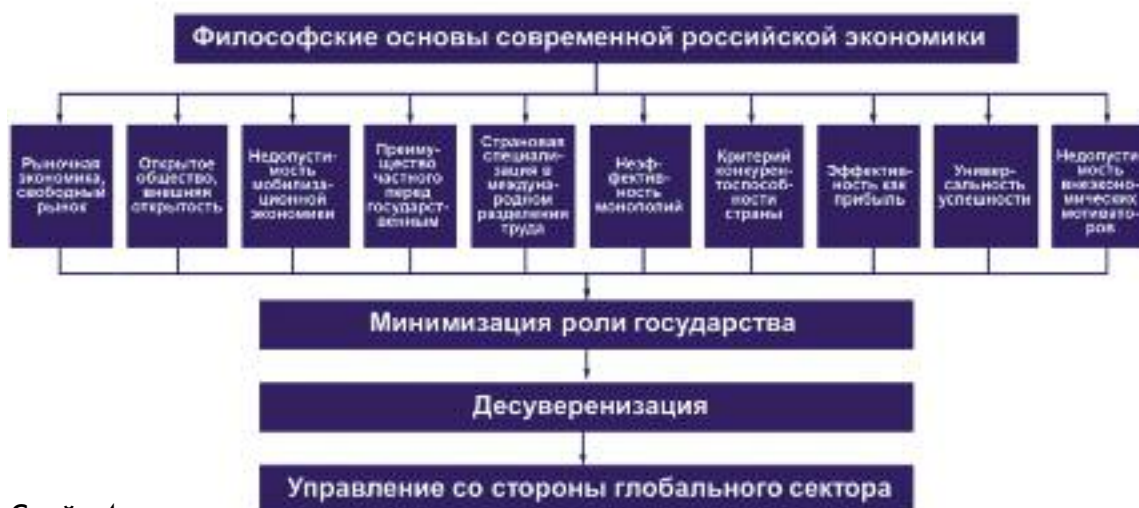 Философские основы современной российской экономики
Рыночная
экономика,
свободный
рынок
Открытое
общество,
внешняя
открытость
Недопусти-
мость
мобилиза-
ционной
экономики
Преиму-
щество
частного
перед
государст-
венным
Страновая
специали-
зация в
междуна-
родном
разделении
труда
Неэф-
фектив-
ность
монополий
Критерий
конкурен-
тоспособ-
ности
страны
Эффектив-
ность как
прибыль
Универ-
сальность
успешности
Недопусти-
мость
внеэконо-
мических
мотивато-
ров
Минимизация роли государства
Десуверенизация
Управление со стороны глобального сектора